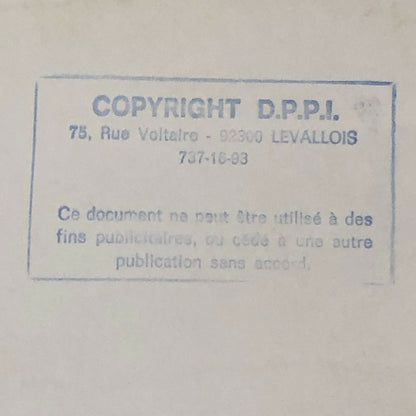 COPYRIGHT D.P.P.I.
75, Rue Voltaire - 92300 LEVALLOIS
737-16-93
Ce document ne peut être utilisé à des
fins publicitaires, ou cédé à une autre
publication sans accord.